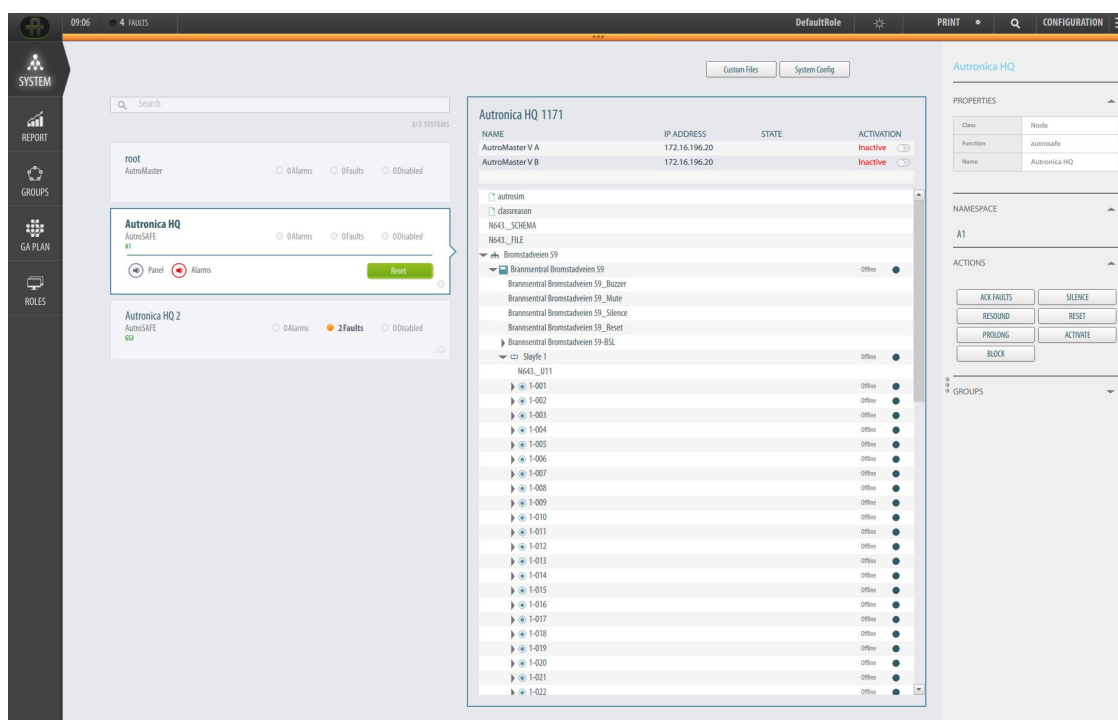 09:06 4 FAULTS DefaultRole PRINT CONFIGURATION
SYSTEM
REPORT
GROUPS
GA PLAN
ROLES
Custom Files System Config
Search
3/3 SYSTEMS
root
AutroMaster 0 Alarms 0 Faults 0 Disabled
Autronica HQ
AutroSAFE 0 Alarms 0 Faults 0 Disabled
A1
Panel Alarms Reset
Autronica HQ 2
AutroSAFE 0 Alarms 2 Faults 0 Disabled
GS3
Autronica HQ 1171
NAME IP ADDRESS STATE ACTIVATION
AutroMaster V A 172.16.196.20 Inactive
AutroMaster V B 172.16.196.20 Inactive
autrosim
classreason
N643._SCHEMA
N643._FILE
Bromstadveien 59
Brannsentral Bromstadveien 59 Offline
Brannsentral Bromstadveien 59_Buzzer
Brannsentral Bromstadveien 59_Mute
Brannsentral Bromstadveien 59_Silence
Brannsentral Bromstadveien 59_Reset
Brannsentral Bromstadveien 59-BSL
Sløyfe 1 Offline
N643._U11
1-001 Offline
1-002 Offline
1-003 Offline
1-004 Offline
1-005 Offline
1-006 Offline
1-007 Offline
1-008 Offline
1-009 Offline
1-010 Offline
1-011 Offline
1-012 Offline
1-013 Offline
1-014 Offline
1-015 Offline
1-016 Offline
1-017 Offline
1-018 Offline
1-019 Offline
1-020 Offline
1-021 Offline
1-022 Offline
Autronica HQ
PROPERTIES
Class Node
Function autrosafe
Name Autronica HQ
NAMESPACE
A1
ACTIONS
ACK FAULTS SILENCE
RESOUND RESET
PROLONG ACTIVATE
BLOCK
GROUPS